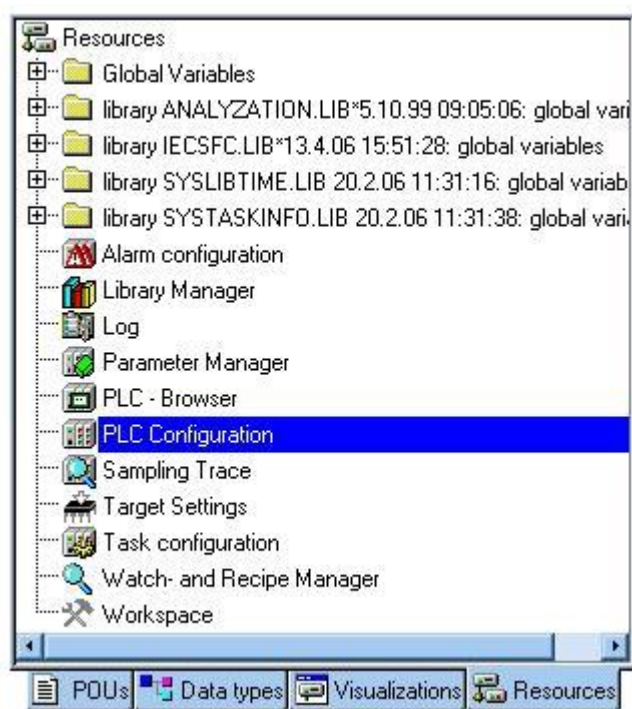 Resources
Global Variables
library ANALYZATION.LIB*5.10.99 09:05:06: global vari
library IECSFC.LIB*13.4.06 15:51:28: global variables
library SYSLIBTIME.LIB 20.2.06 11:31:16: global variab
library SYSTASKINFO.LIB 20.2.06 11:31:38: global vari
Alarm configuration
Library Manager
Log
Parameter Manager
PLC - Browser
PLC Configuration
Sampling Trace
Target Settings
Task configuration
Watch- and Recipe Manager
Workspace
POUs Data types Visualizations Resources